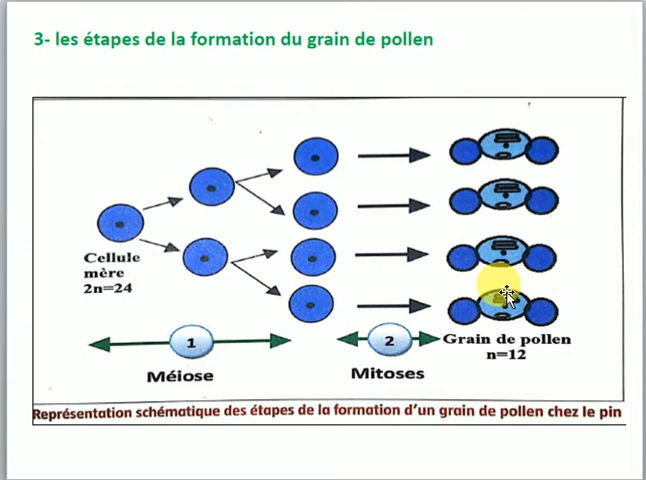 3- les étapes de la formation du grain de pollen
Cellule
mère
2n=24
1
2
Grain de pollen
n=12
Méiose
Mitoses
Représentation schématique des étapes de la formation d'un grain de pollen chez le pin